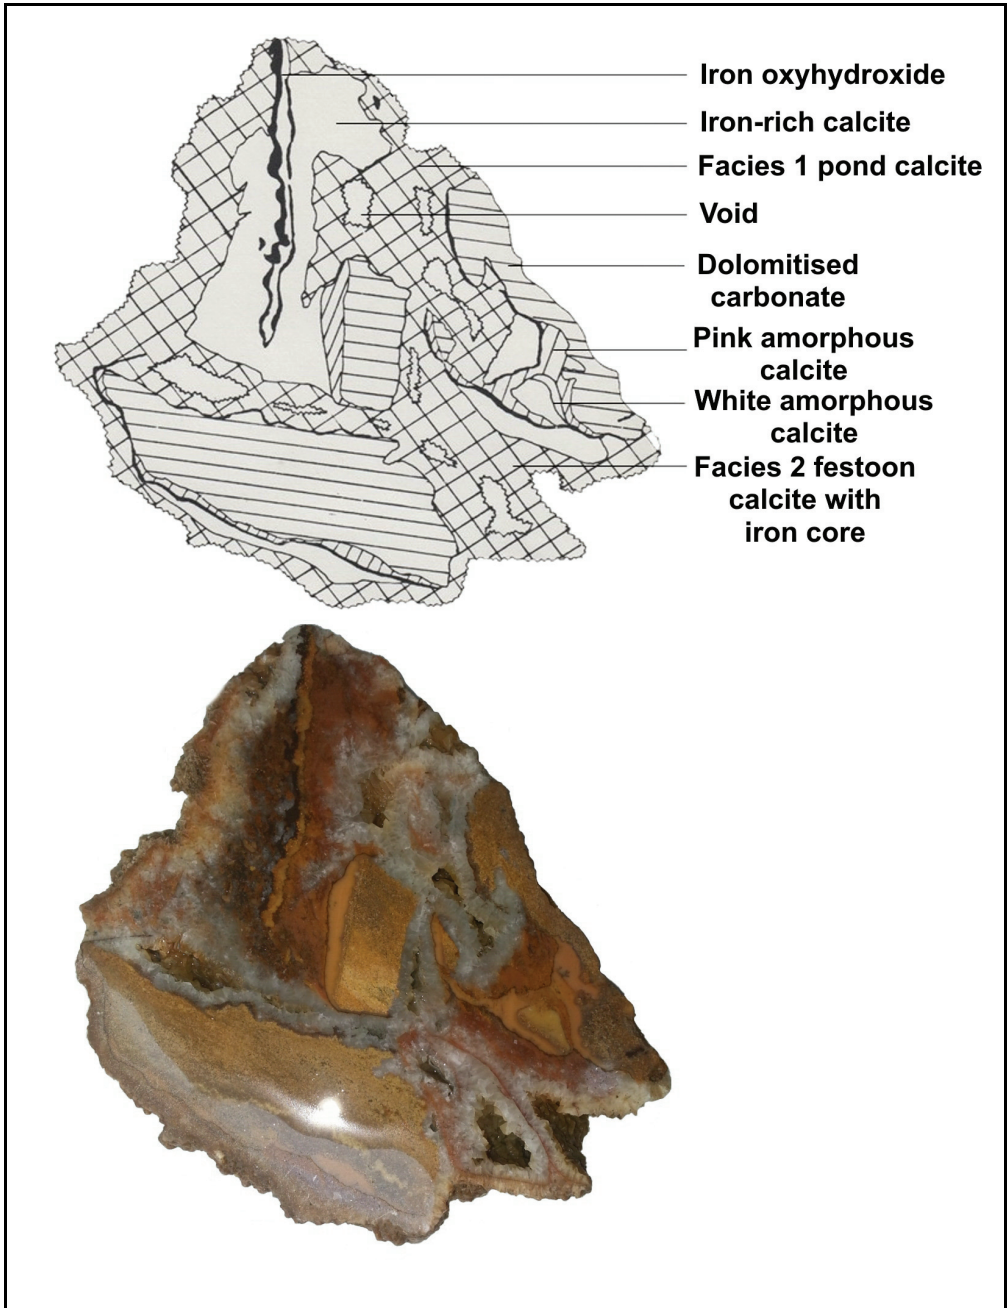 Iron oxyhydroxide
Iron-rich calcite
Facies 1 pond calcite
Void
Dolomitised
carbonate
Pink amorphous
calcite
White amorphous
calcite
Facies 2 festoon
calcite with
iron core